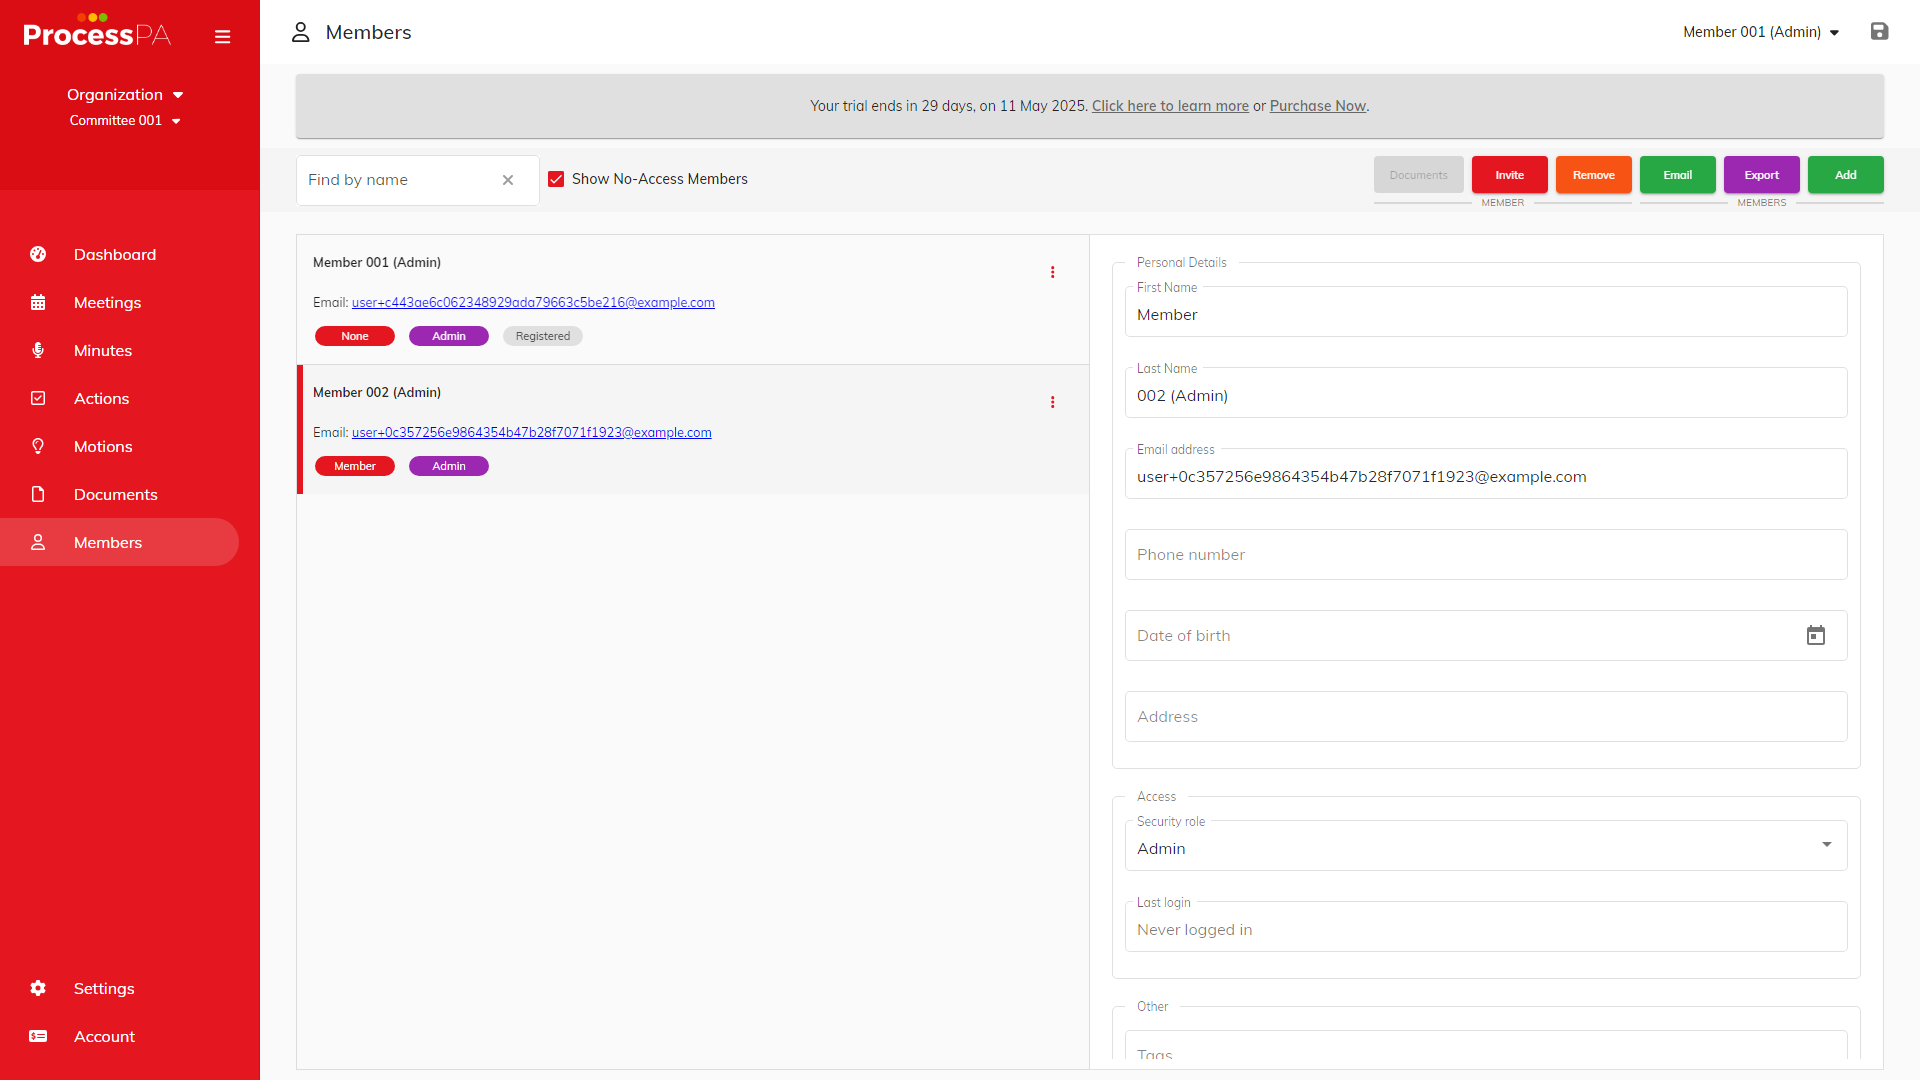 ProcessPA
Organization
Committee 001
Dashboard
Meetings
Minutes
Actions
Motions
Documents
Members
Settings
Account
Members
Member 001 (Admin)
Your trial ends in 29 days, on 11 May 2025. Click here to learn more or Purchase Now.
Find by name
Show No-Access Members
Documents
Invite
Remove
Email
Export
Add
MEMBER
MEMBERS
Member 001 (Admin)
Email: user+c443ae6c062348929ada79663c5be216@example.com
None
Admin
Registered
Member 002 (Admin)
Email: user+0c357256e9864354b47b28f7071f1923@example.com
Member
Admin
Personal Details
First Name
Member
Last Name
002 (Admin)
Email address
user+0c357256e9864354b47b28f7071f1923@example.com
Phone number
Date of birth
Address
Access
Security role
Admin
Last login
Never logged in
Other
Tags